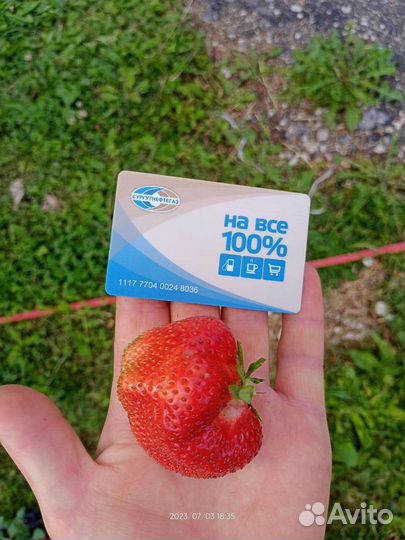 СУРГУТНЕФТЕГАЗ
на все
100%
1117 7704 0024 8036
2023/07/03 18:35
Avito